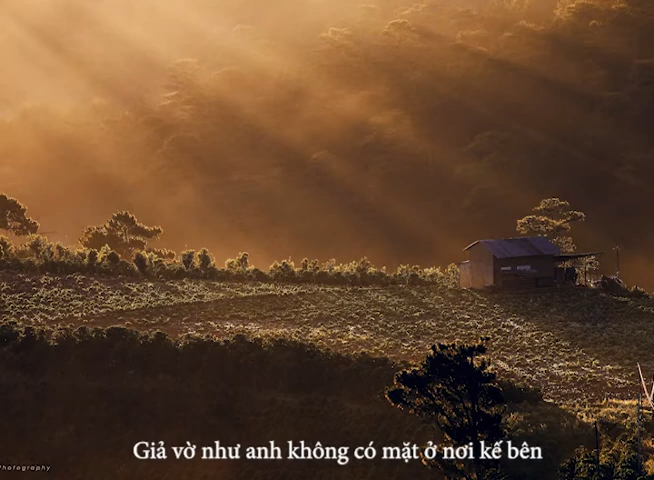 Giả vờ như anh không có mặt ở nơi kế bên
Photography